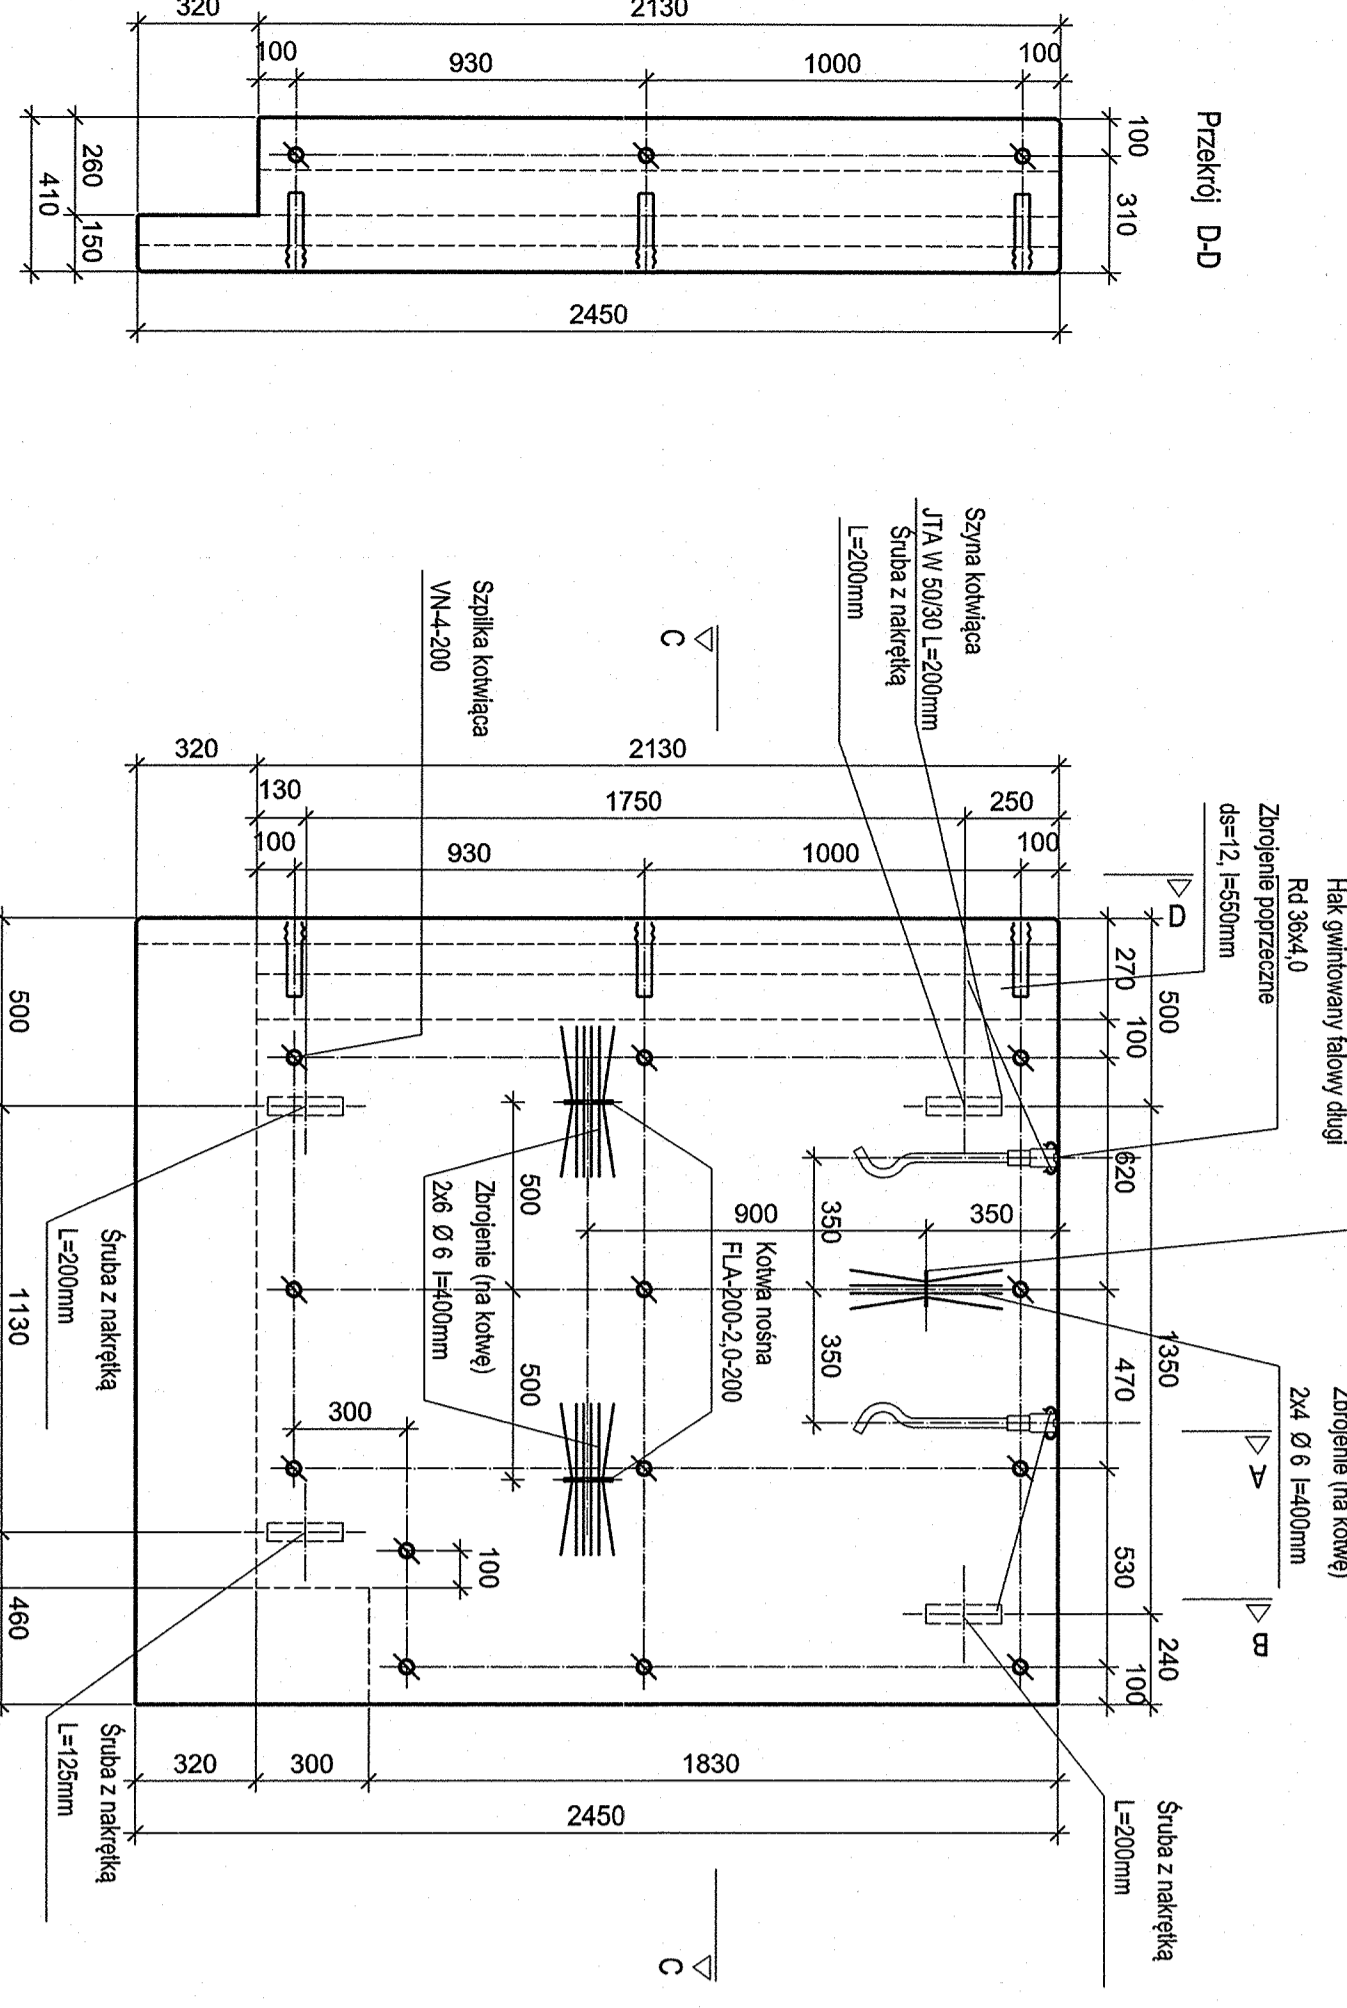 Przekrój D-D
320
2130
100
930
1000
100
100
310
260
150
410
2450
Szyna kotwiąca
JTA W 50/30 L=200mm
Śruba z nakrętką
L=200mm
Szpilka kotwiąca
VN-4-200
C
Hak gwintowany falowy długi
Rd 36x4,0
Zbrojenie poprzeczne
ds=12, l=550mm
D
320
2130
130
1750
250
100
930
1000
100
270
100
620
470
530
100
500
1350
240
500
1130
460
350
350
900
350
500
500
300
100
Kotwa nośna
FLA-200-2,0-200
Zbrojenie (na kotwę)
2x6 Ø 6 l=400mm
Zbrojenie (na kotwę)
2x4 Ø 6 l=400mm
A
B
Śruba z nakrętką
L=200mm
Śruba z nakrętką
L=125mm
Śruba z nakrętką
L=200mm
320
300
1830
2450
C